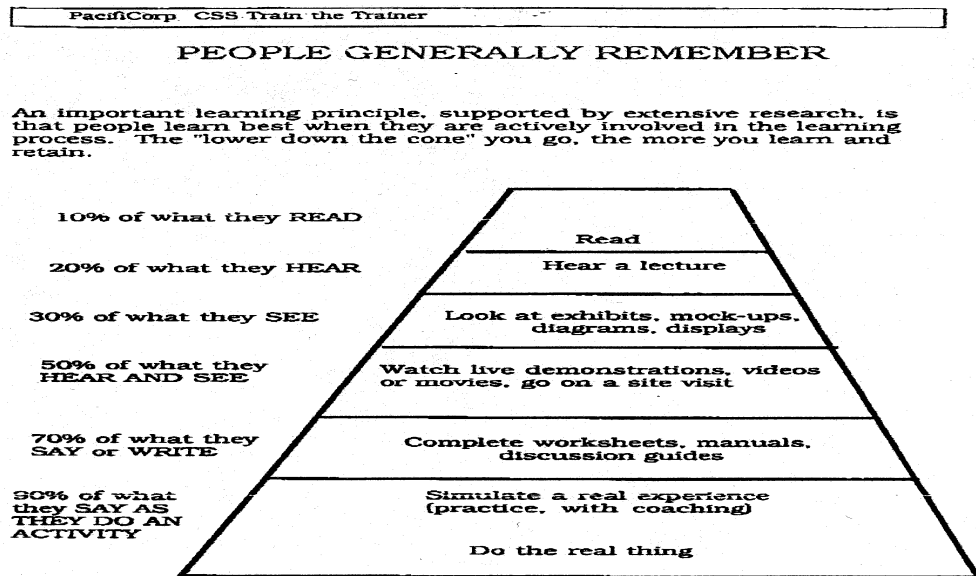 PacifiCorp CSS Train the Trainer
PEOPLE GENERALLY REMEMBER
An important learning principle, supported by extensive research, is
that people learn best when they are actively involved in the learning
process. The "lower down the cone" you go, the more you learn and
retain.
10% of what they READ
Read
20% of what they HEAR
Hear a lecture
30% of what they SEE
Look at exhibits, mock-ups,
diagrams, displays
50% of what they
HEAR AND SEE
Watch live demonstrations, videos
or movies, go on a site visit
70% of what they
SAY or WRITE
Complete worksheets, manuals,
discussion guides
90% of what
they SAY AS
THEY DO AN
ACTIVITY
Simulate a real experience
(practice, with coaching)
Do the real thing